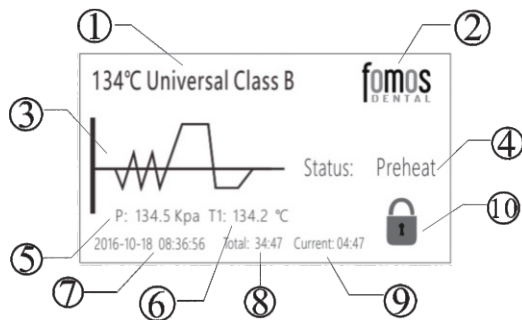 ① ②
134℃ Universal Class B fomos
DENTAL
③ ④
Status: Preheat
⑩
P: 134.5 Kpa T1: 134.2 ℃
⑤
2016-10-18 08:36:56 Total: 34:47 Current: 04:47
⑦ ⑥ ⑧ ⑨